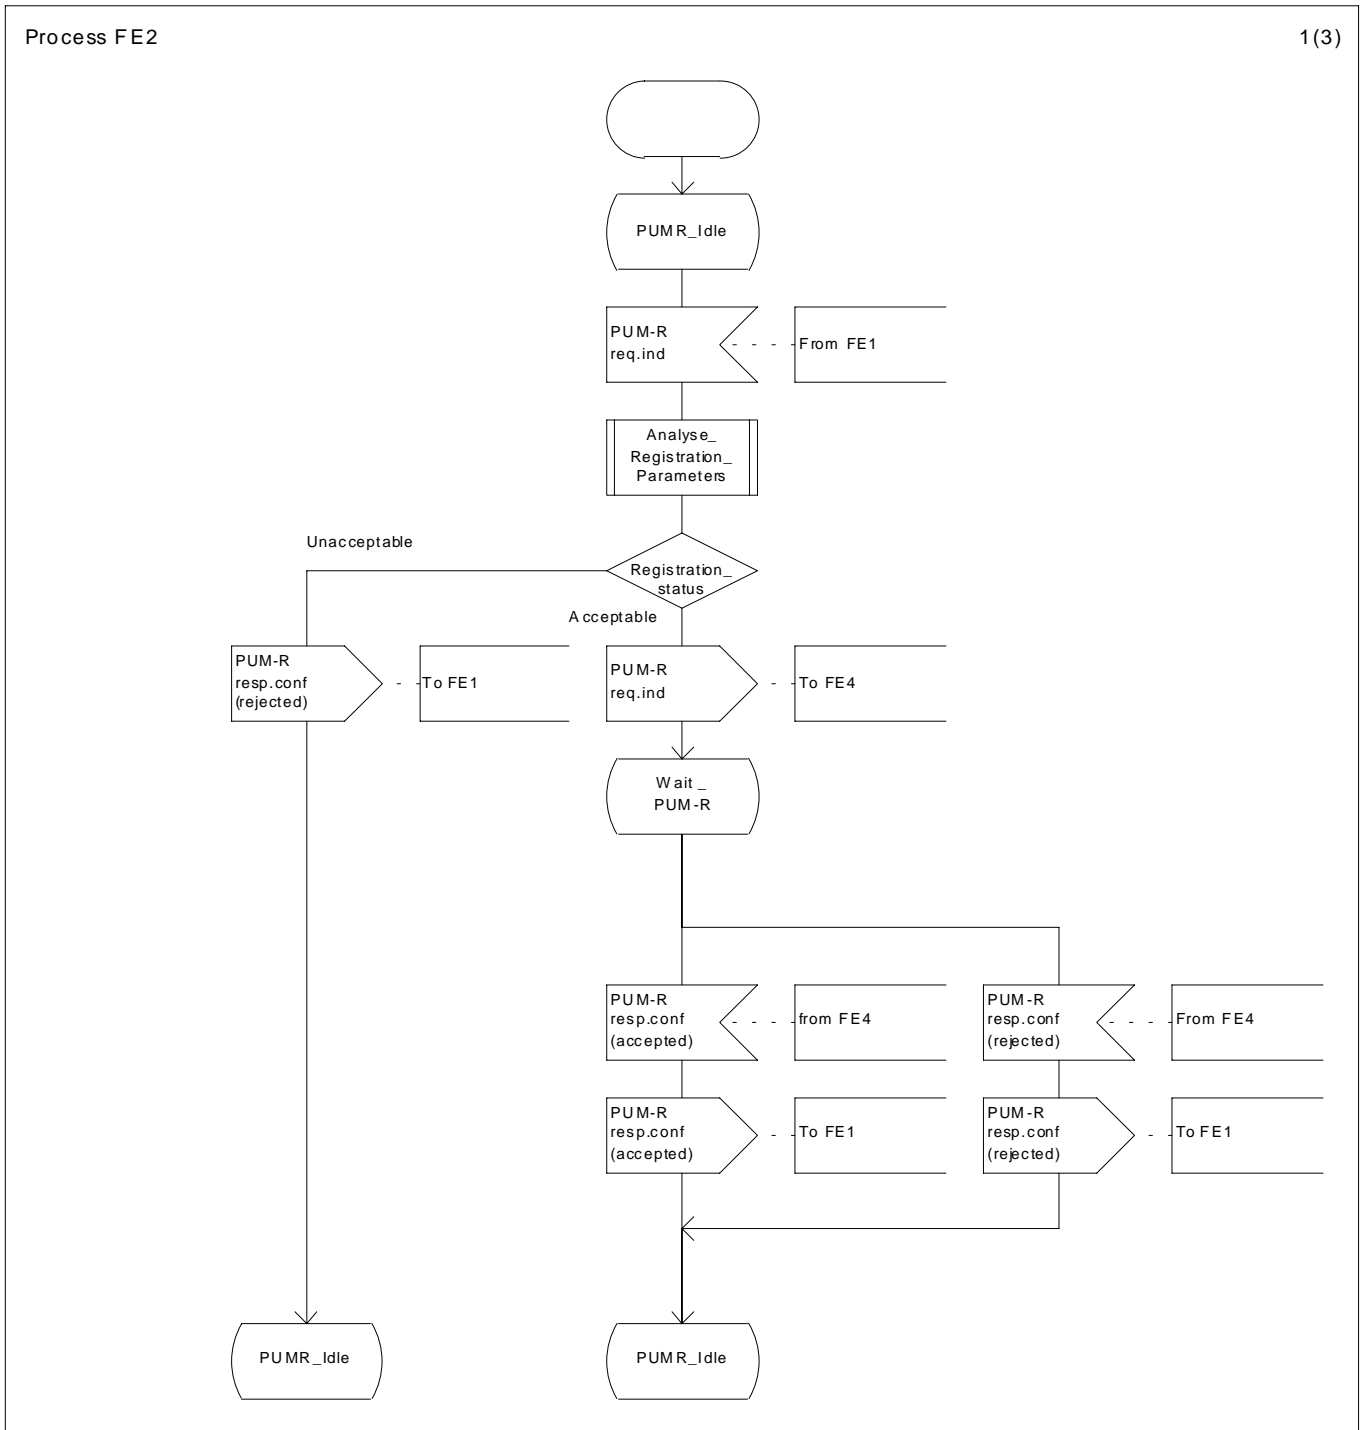 Process FE2
1(3)
PUMR_Idle
PUM-R
req.ind
From FE1
Analyse_
Registration_
Parameters
Unacceptable
Registration_
status
Acceptable
PUM-R
resp.conf
(rejected)
To FE1
PUM-R
req.ind
To FE4
Wait_
PUM-R
PUM-R
resp.conf
(accepted)
from FE4
PUM-R
resp.conf
(rejected)
From FE4
PUM-R
resp.conf
(accepted)
To FE1
PUM-R
resp.conf
(rejected)
To FE1
PUMR_Idle
PUMR_Idle